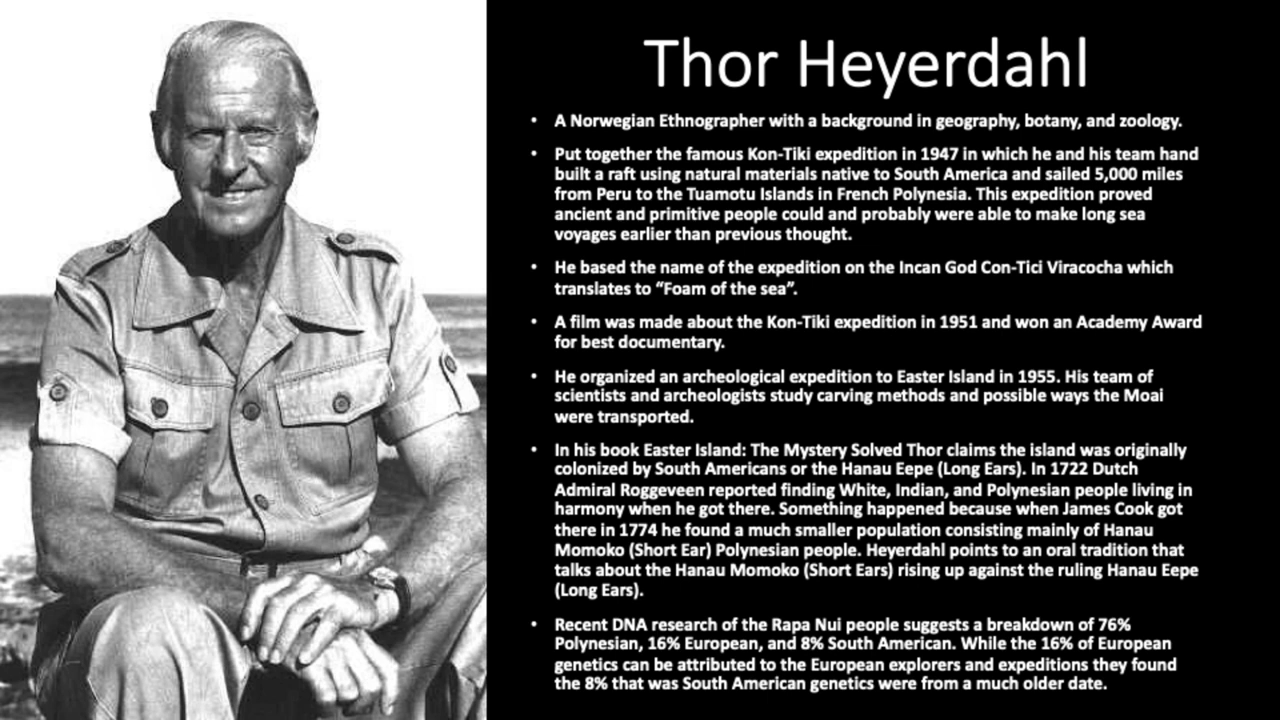 Thor Heyerdahl
• A Norwegian Ethnographer with a background in geography, botany, and zoology.
• Put together the famous Kon-Tiki expedition in 1947 in which he and his team hand
built a raft using natural materials native to South America and sailed 5,000 miles
from Peru to the Tuamotu Islands in French Polynesia. This expedition proved
ancient and primitive people could and probably were able to make long sea
voyages earlier than previous thought.
• He based the name of the expedition on the Incan God Con-Tici Viracocha which
translates to “Foam of the sea”.
• A film was made about the Kon-Tiki expedition in 1951 and won an Academy Award
for best documentary.
• He organized an archeological expedition to Easter Island in 1955. His team of
scientists and archeologists study carving methods and possible ways the Moai
were transported.
• In his book Easter Island: The Mystery Solved Thor claims the island was originally
colonized by South Americans or the Hanau Eepe (Long Ears). In 1722 Dutch
Admiral Roggeveen reported finding White, Indian, and Polynesian people living in
harmony when he got there. Something happened because when James Cook got
there in 1774 he found a much smaller population consisting mainly of Hanau
Momoko (Short Ear) Polynesian people. Heyerdahl points to an oral tradition that
talks about the Hanau Momoko (Short Ears) rising up against the ruling Hanau Eepe
(Long Ears).
• Recent DNA research of the Rapa Nui people suggests a breakdown of 76%
Polynesian, 16% European, and 8% South American. While the 16% of European
genetics can be attributed to the European explorers and expeditions they found
the 8% that was South American genetics were from a much older date.